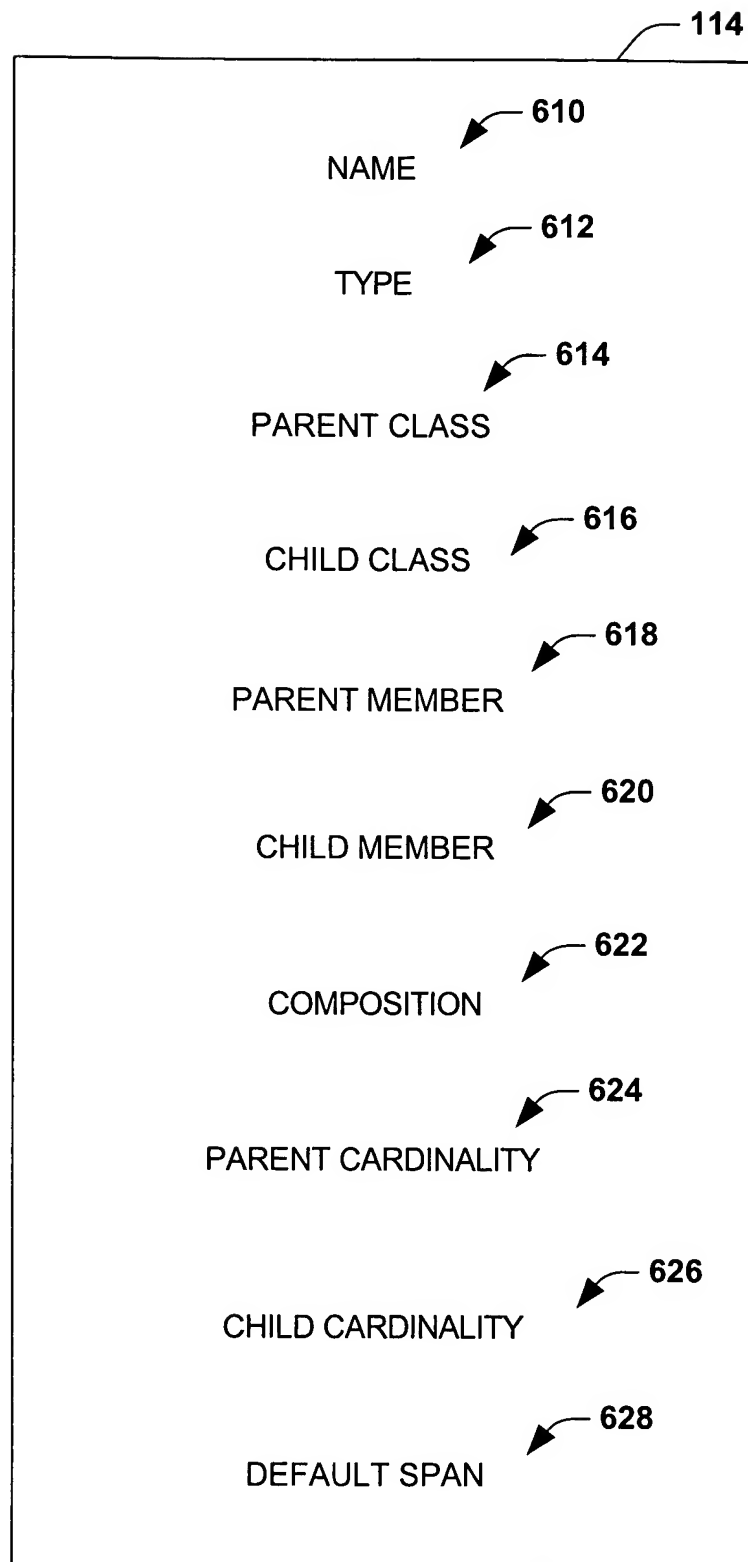 114
610
NAME
612
TYPE
614
PARENT CLASS
616
CHILD CLASS
618
PARENT MEMBER
620
CHILD MEMBER
622
COMPOSITION
624
PARENT CARDINALITY
626
CHILD CARDINALITY
628
DEFAULT SPAN